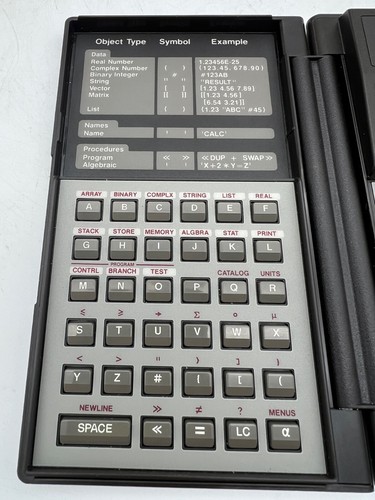 Object Type Symbol Example
Data
Real Number 1.23456E-25
Complex Number ( ) (123.45, 678.90)
Binary Integer # #123AB
String " " "RESULT"
Vector [ ] [1.23 4.56 7.89]
Matrix [[ ]] [[1.23 4.56]
[6.54 3.21]]
List { } {1.23 "ABC" #45}
Names
Name ' ' 'CALC'
Procedures
Program « » «DUP + SWAP»
Algebraic ' ' 'X+2*Y=Z'
ARRAY BINARY COMPLX STRING LIST REAL
A B C D E F
STACK STORE MEMORY ALGBRA STAT PRINT
G H I J K L
PROGRAM
CONTRL BRANCH TEST CATALOG UNITS
M N O P Q R
≤ ≥ → Σ ° μ
S T U V W X
< > " ) ] }
Y Z # ( [ {
NEWLINE » ≠ ? MENUS
SPACE « = LC α